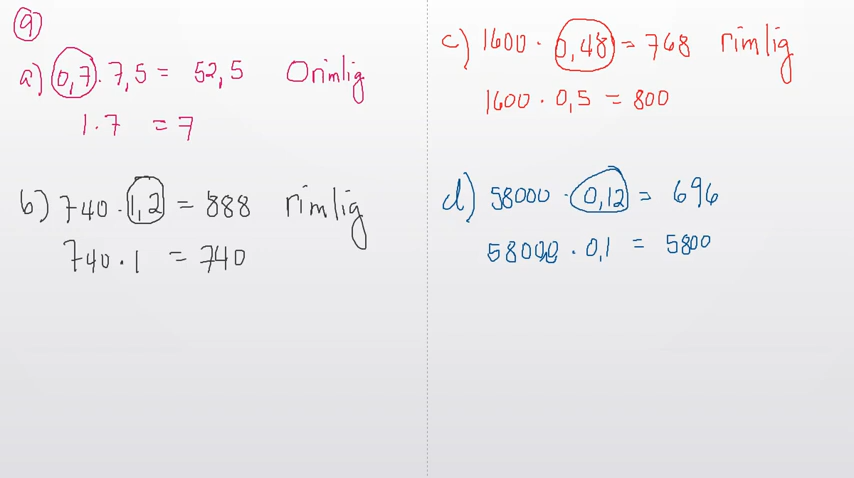 9
a) 0,7 · 7,5 = 52,5 Orimlig
1 · 7 = 7
b) 740 · 1,2 = 888 rimlig
740 · 1 = 740
c) 1600 · 0,48 = 768 rimlig
1600 · 0,5 = 800
d) 58000 · 0,12 = 696
58000 · 0,1 = 5800